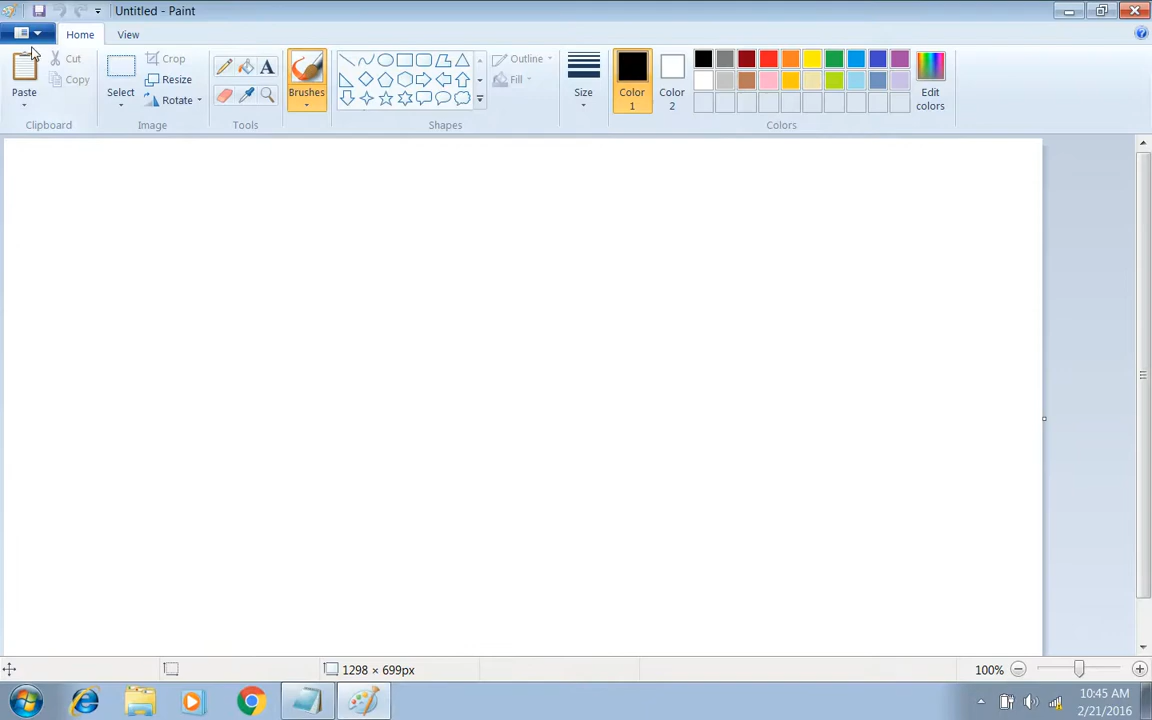 Untitled - Paint
Home View
Cut
Copy
Paste
Clipboard
Crop
Resize
Rotate
Select
Image
A
Tools
Brushes
Outline
Fill
Shapes
Size
Color 1
Color 2
Edit colors
Colors
1298 × 699px
100%
10:45 AM
2/21/2016